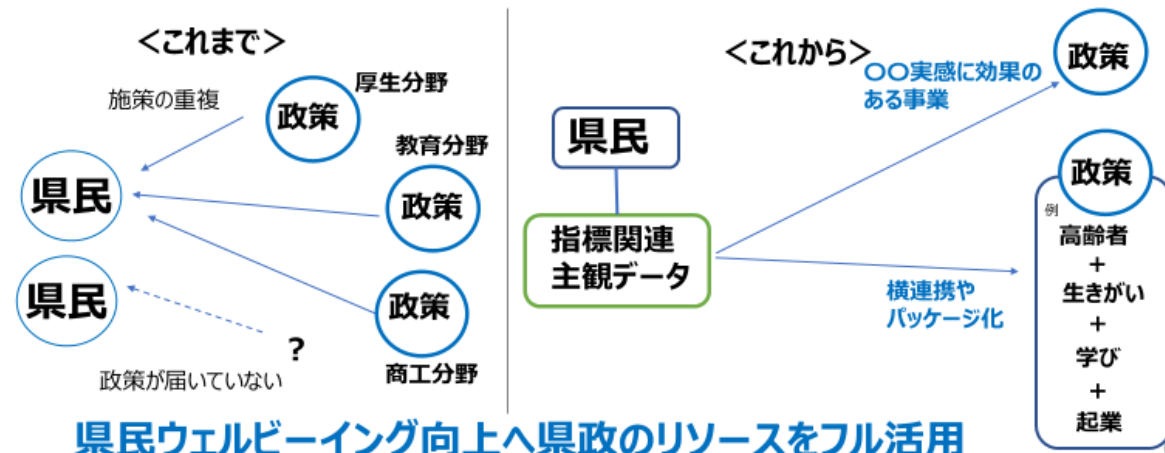 ＜これまで＞
施策の重複
厚生分野
政策
教育分野
政策
県民
県民
政策
商工分野
？
政策が届いていない
＜これから＞
〇〇実感に効果の
ある事業
政策
県民
指標関連
主観データ
横連携や
パッケージ化
政策
例
高齢者
+
生きがい
+
学び
+
起業
県民ウェルビーイング向上へ県政のリソースをフル活用